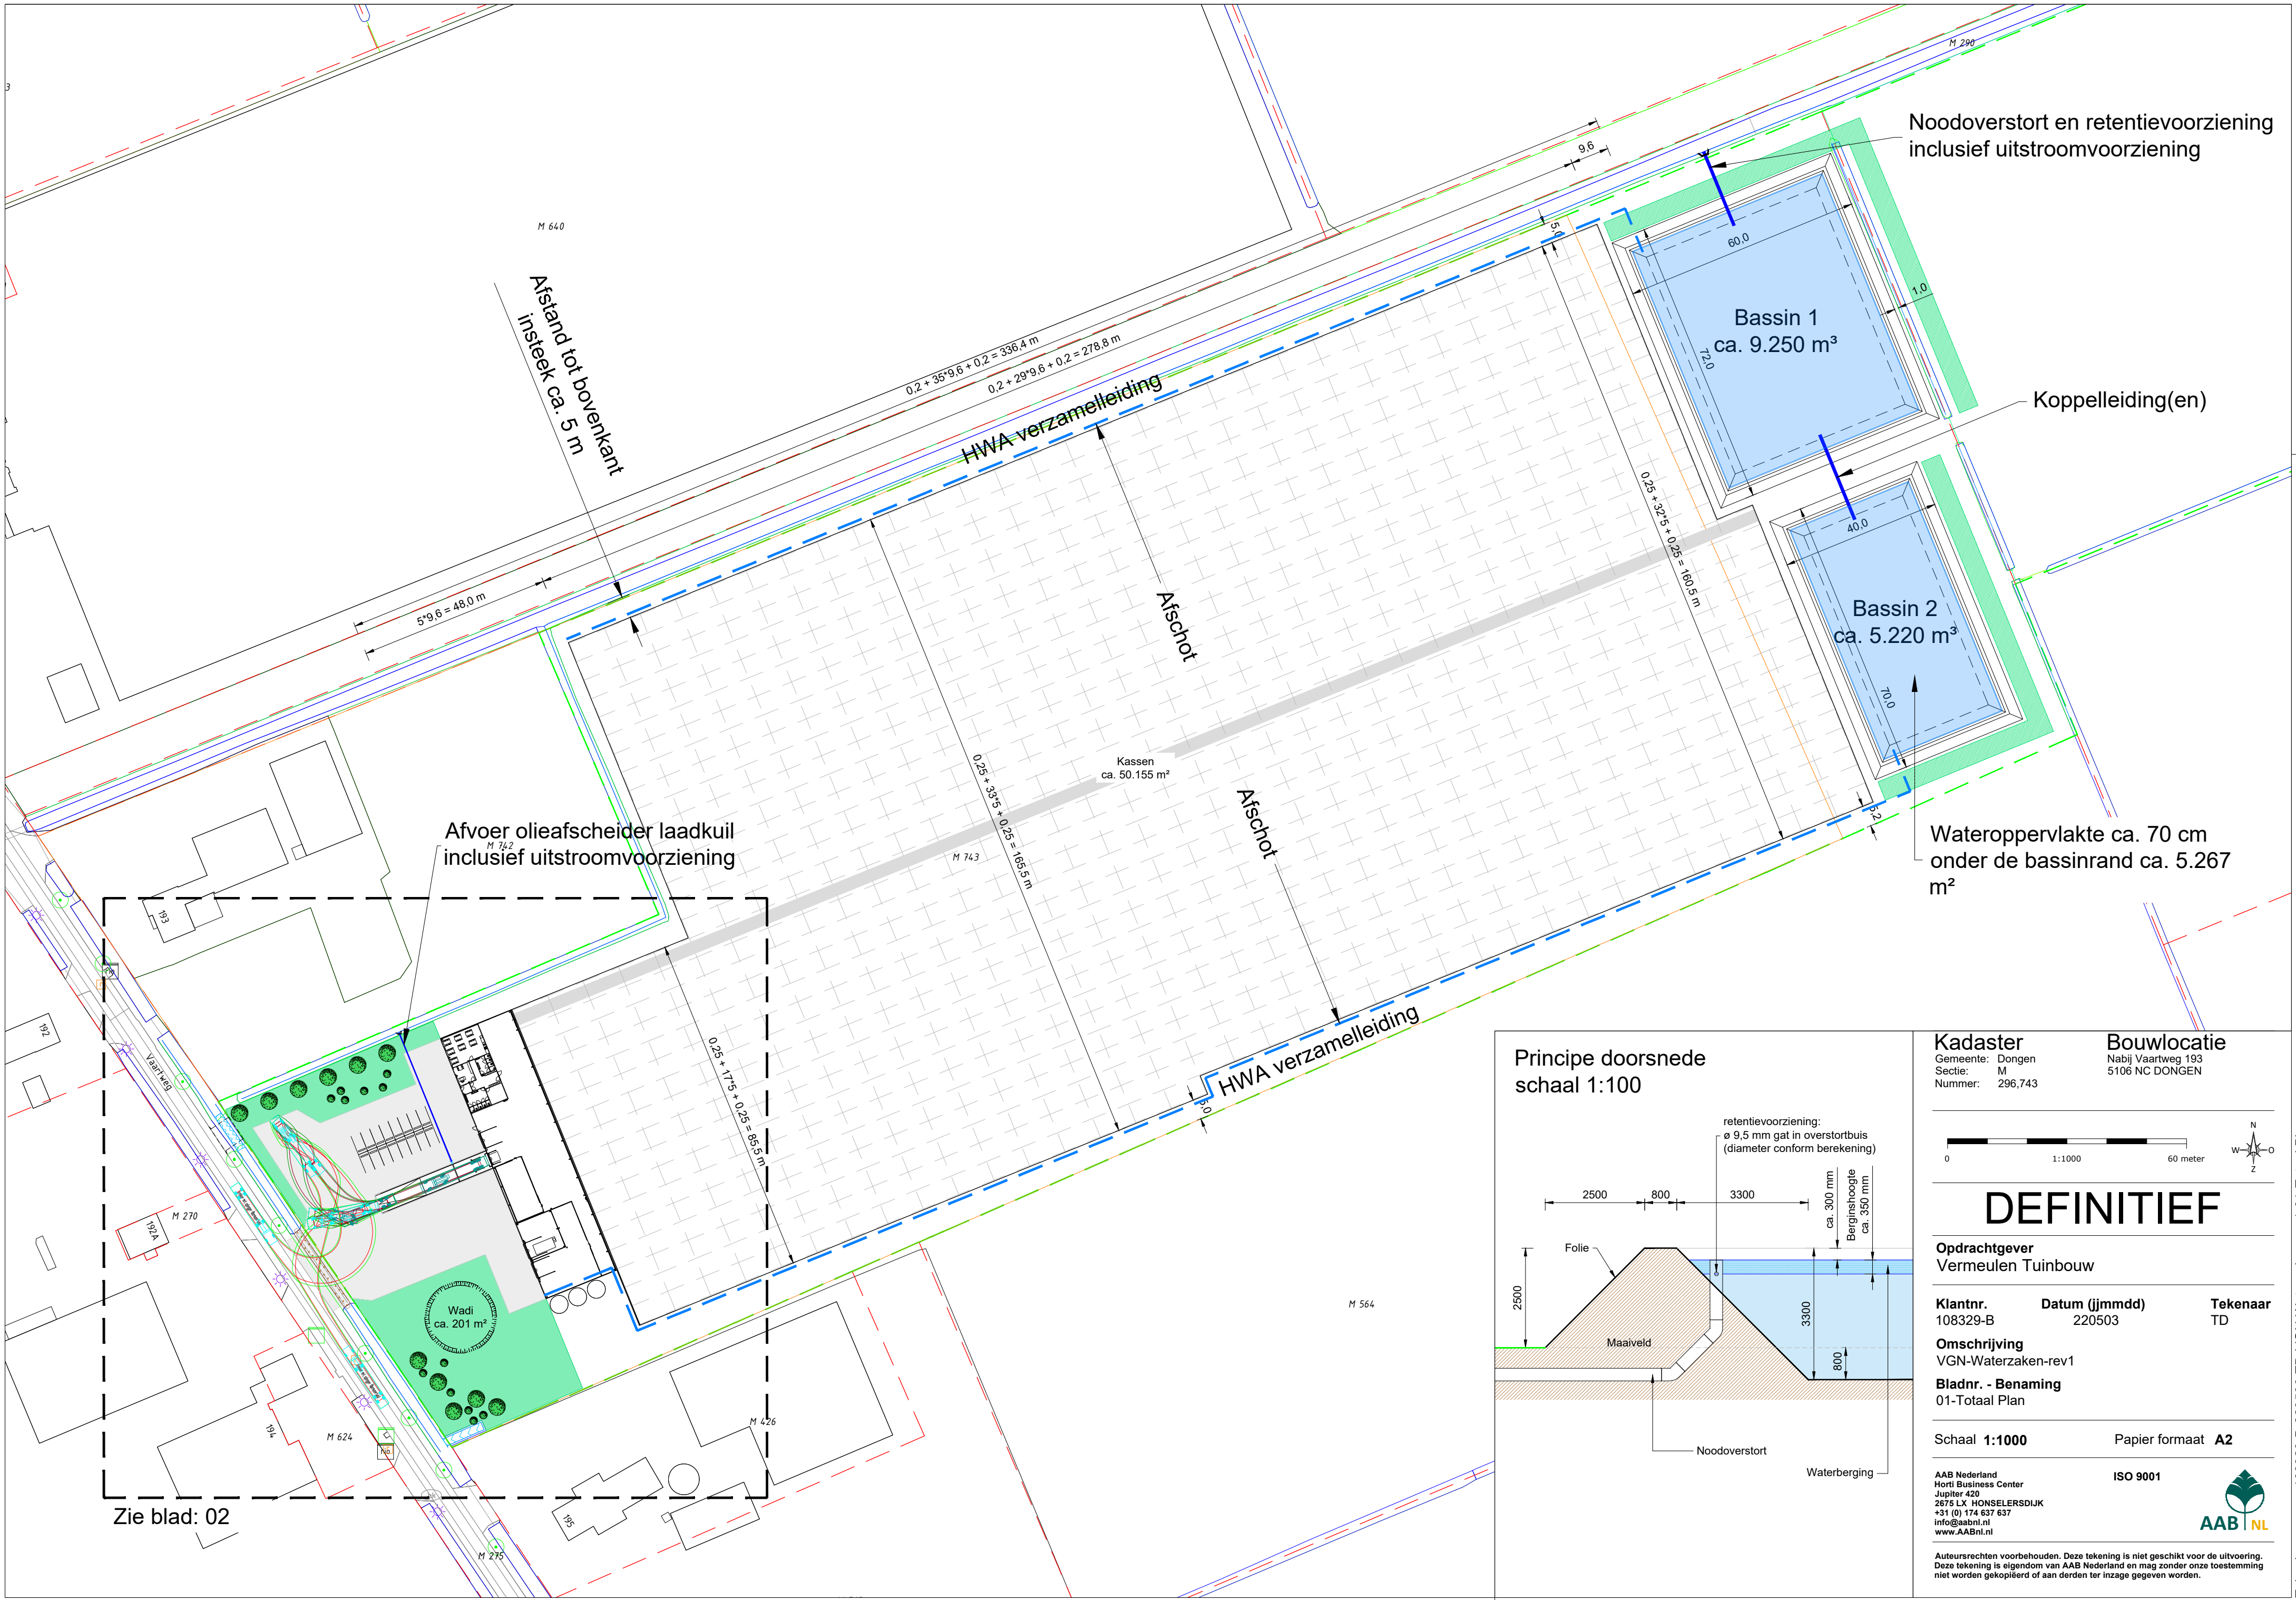 M 290
3
M 640
Noodoverstort en retentievoorziening
inclusief uitstroomvoorziening
9,6
5,0
60,0
1,0
Bassin 1
ca. 9.250 m³
72,0
Afstand tot bovenkant
insteek ca. 5 m
0,2 + 35*9,6 + 0,2 = 336,4 m
0,2 + 29*9,6 + 0,2 = 278,8 m
HWA verzamelleiding
Koppelleiding(en)
0,25 + 32*5 + 0,25 = 160,5 m
40,0
Bassin 2
ca. 5.220 m³
70,0
5*9,6 = 48,0 m
Afschot
Kassen
ca. 50.155 m²
0,25 + 33*5 + 0,25 = 165,5 m
Afschot
5,2
Wateroppervlakte ca. 70 cm
onder de bassinrand ca. 5.267
m²
Afvoer olieafscheider laadkuil
M 742
inclusief uitstroomvoorziening
M 743
193
192
Vaartweg
0,25 + 17*5 + 0,25 = 85,5 m
HWA verzamelleiding
5,0
M 270
192A
Wadi
ca. 201 m²
M 564
194
M 624
M 426
195
M 275
Zie blad: 02
Principe doorsnede
schaal 1:100
retentievoorziening:
ø 9,5 mm gat in overstortbuis
(diameter conform berekening)
2500
800
3300
ca. 300 mm
Berginshoogte
ca. 350 mm
Folie
2500
3300
Maaiveld
800
Noodoverstort
Waterberging
Kadaster
Gemeente: Dongen
Sectie: M
Nummer: 296,743
Bouwlocatie
Nabij Vaartweg 193
5106 NC DONGEN
0 1:1000 60 meter
N
W O
Z
DEFINITIEF
Opdrachtgever
Vermeulen Tuinbouw
Klantnr. Datum (jjmmdd) Tekenaar
108329-B 220503 TD
Omschrijving
VGN-Waterzaken-rev1
Bladnr. - Benaming
01-Totaal Plan
Schaal 1:1000 Papier formaat A2
AAB Nederland
Horti Business Center
Jupiter 420
2675 LX HONSELERSDIJK
+31 (0) 174 637 637
info@aabnl.nl
www.AABnl.nl
ISO 9001
AAB NL
Auteursrechten voorbehouden. Deze tekening is niet geschikt voor de uitvoering.
Deze tekening is eigendom van AAB Nederland en mag zonder onze toestemming
niet worden gekopiëerd of aan derden ter inzage gegeven worden.